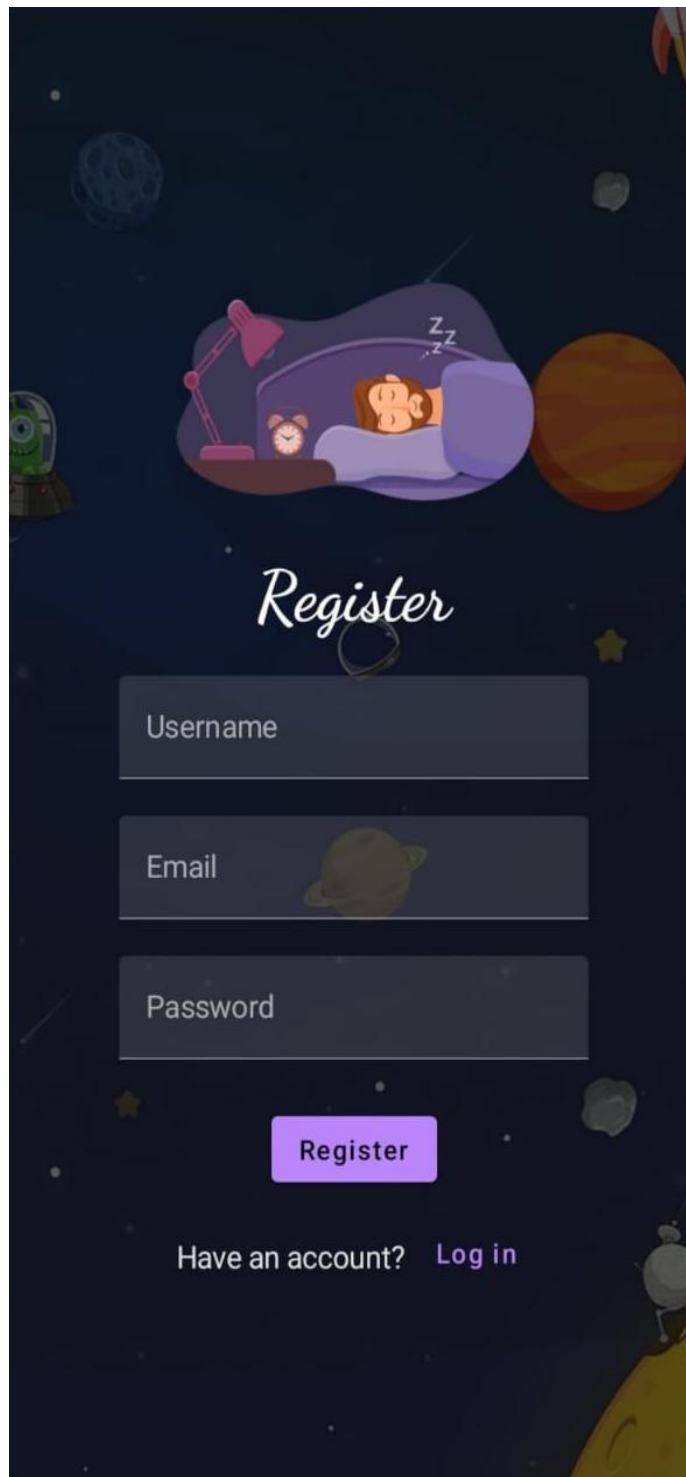 z
Z
Z
Register
Username
Email
Password
Register
Have an account? Log in